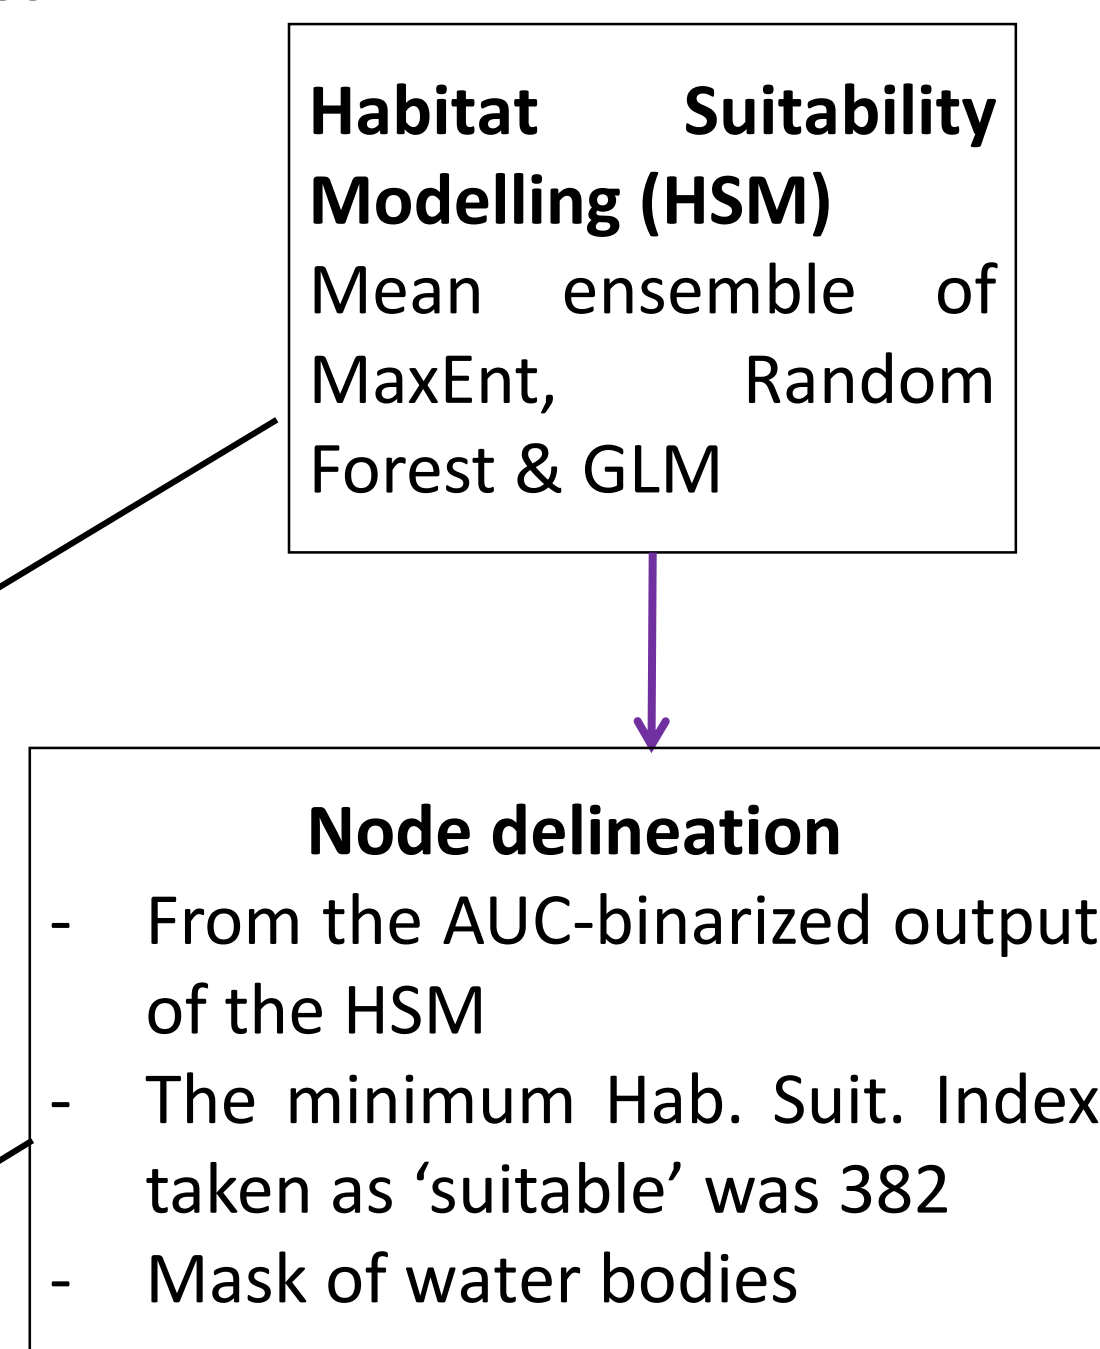 Habitat Suitability
Modelling (HSM)
Mean ensemble of
MaxEnt, Random
Forest & GLM
Node delineation
- From the AUC-binarized output
of the HSM
- The minimum Hab. Suit. Index
taken as ‘suitable’ was 382
- Mask of water bodies